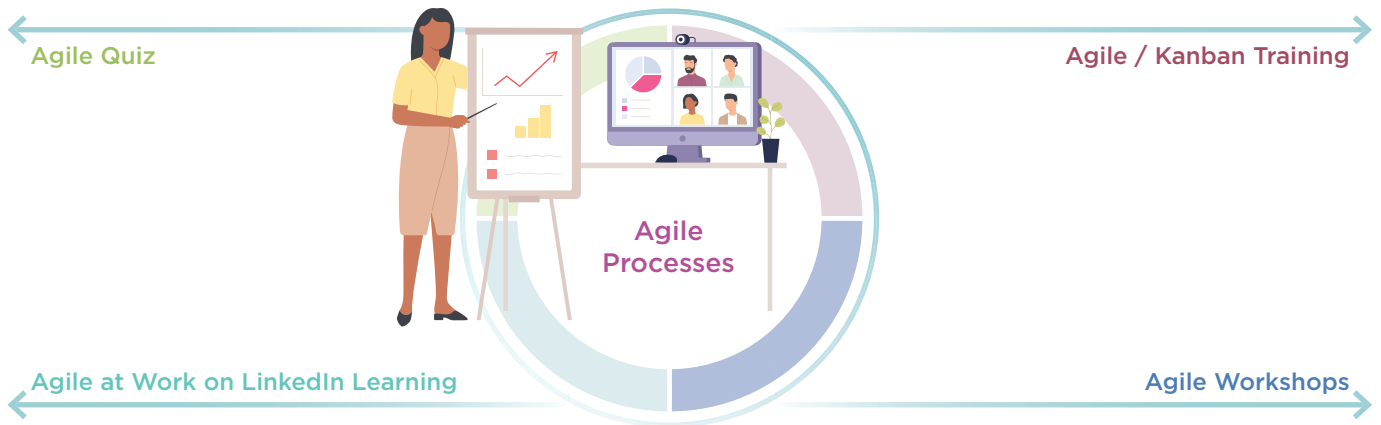 Agile Quiz
Agile / Kanban Training
Agile
Processes
Agile at Work on LinkedIn Learning
Agile Workshops